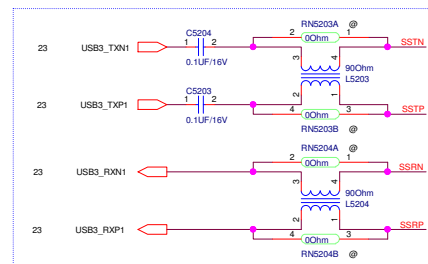 RN5203A @
C5204
2 0Ohm 1
23 USB3_TXN1 1 2 SSTN
0.1UF/16V
3 4
90Ohm
L5203
C5203
2 1
23 USB3_TXP1 1 2 SSTP
4 0Ohm 3
0.1UF/16V
RN5203B @
RN5204A @
2 0Ohm 1
23 USB3_RXN1 SSRN
3 4
90Ohm
L5204
2 1
23 USB3_RXP1 SSRP
4 0Ohm 3
RN5204B @